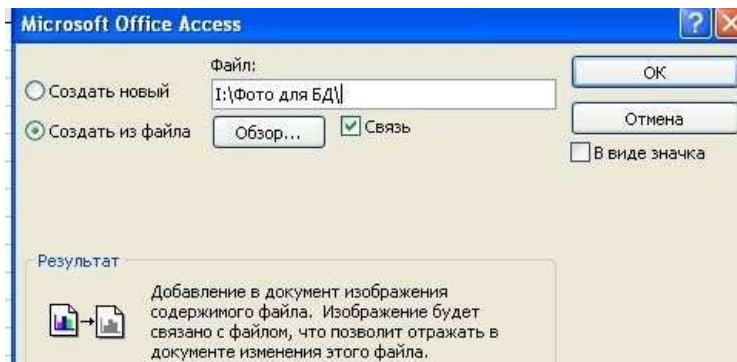 Microsoft Office Access
Файл:
Создать новый
I:\Фото для БД\
ОК
Создать из файла
Обзор...
Связь
Отмена
В виде значка
Результат
Добавление в документ изображения
содержимого файла. Изображение будет
связано с файлом, что позволит отражать в
документе изменения этого файла.